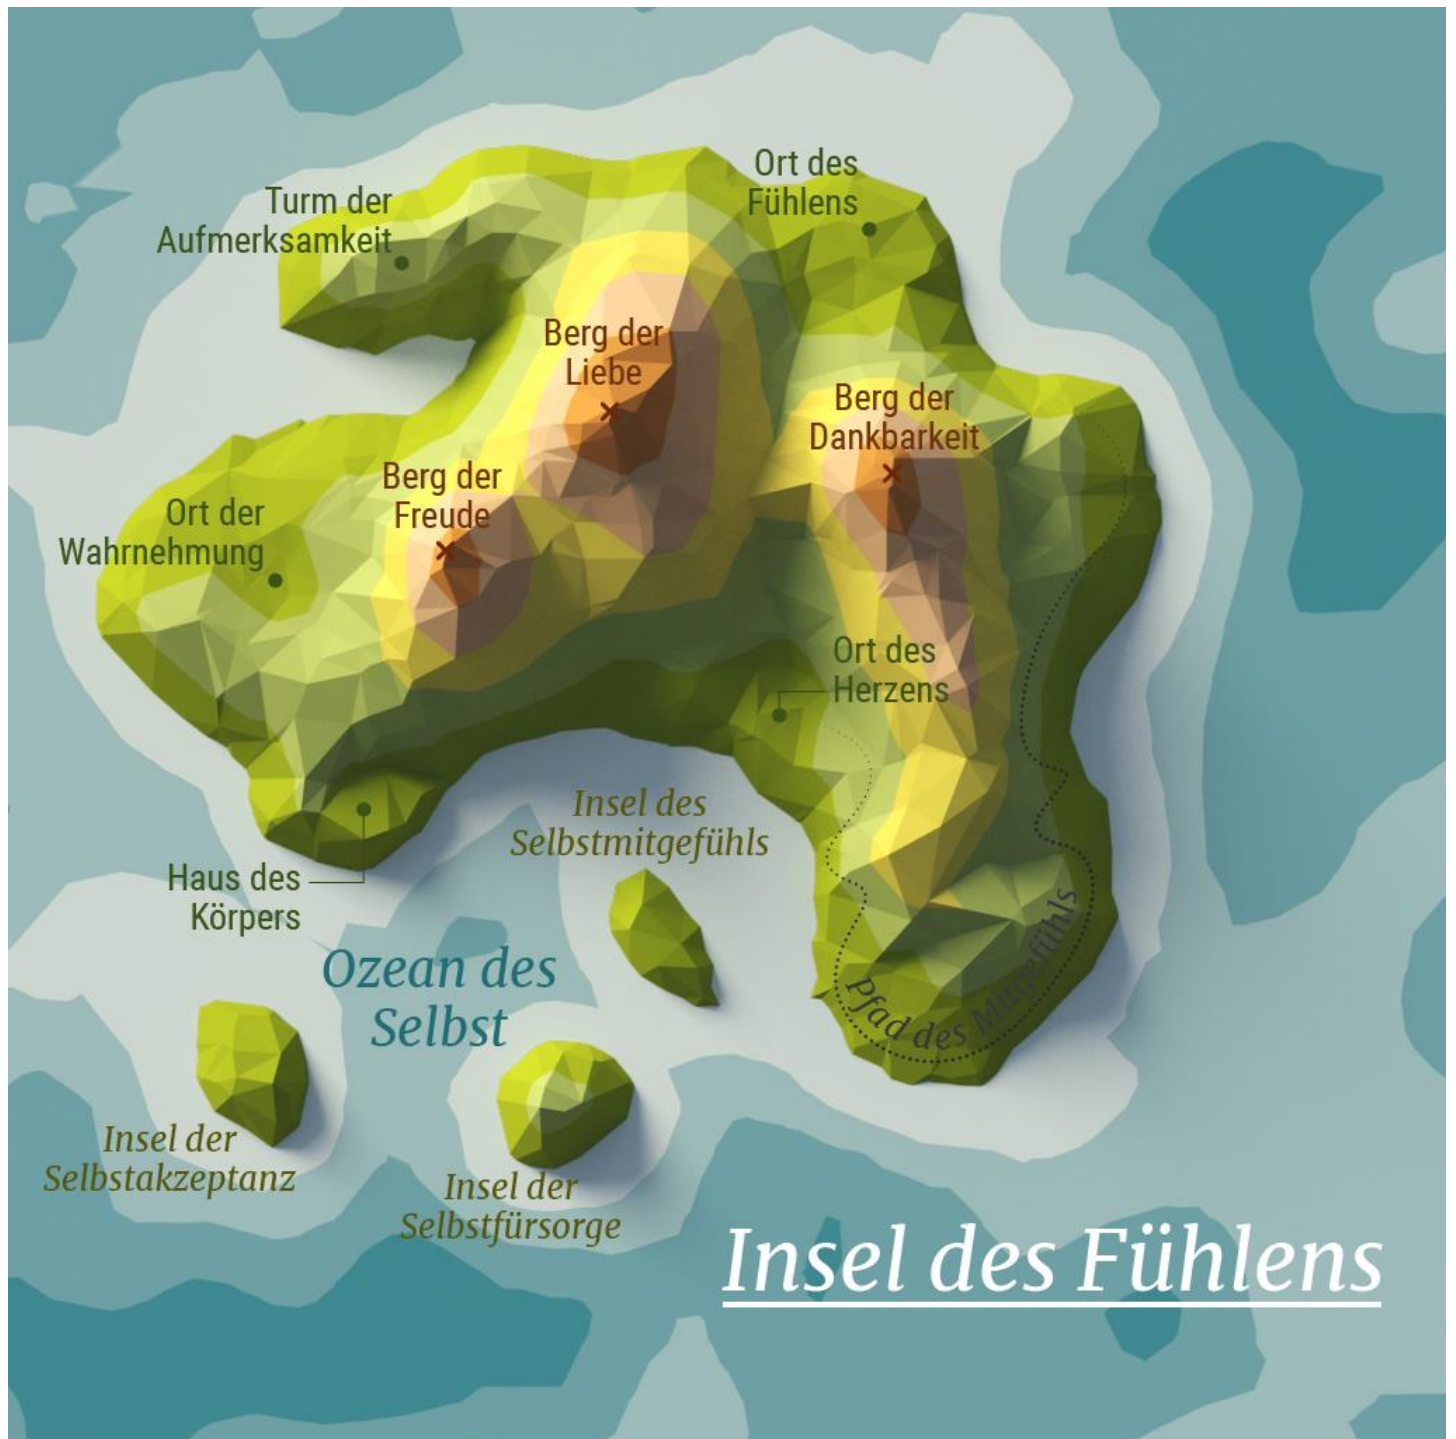 Ort des
Fühlens
Turm der
Aufmerksamkeit
Berg der
Liebe
Berg der
Dankbarkeit
Berg der
Freude
Ort der
Wahrnehmung
Ort des
Herzens
Insel des
Selbstmitgefühls
Haus des
Körpers
Ozean des
Selbst
Pfad des Mitgefühls
Insel der
Selbstakzeptanz
Insel der
Selbstfürsorge
Insel des Fühlens